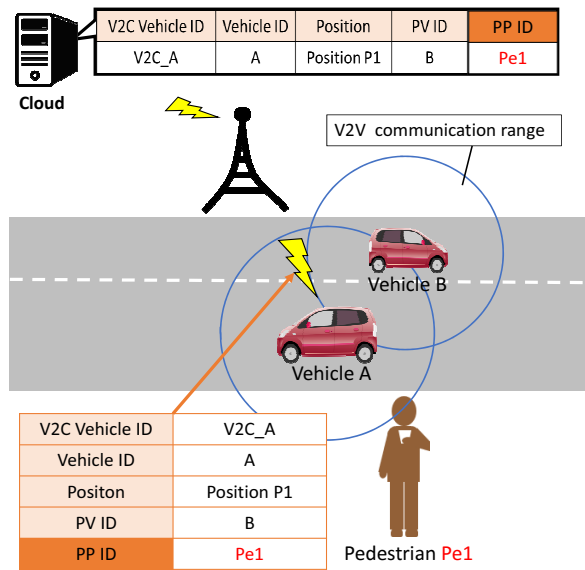 V2C Vehicle ID Vehicle ID Position PV ID PP ID
V2C_A A Position P1 B Pe1
Cloud
V2V communication range
Vehicle B
Vehicle A
V2C Vehicle ID V2C_A
Vehicle ID A
Positon Position P1
PV ID B
PP ID Pe1
Pedestrian Pe1